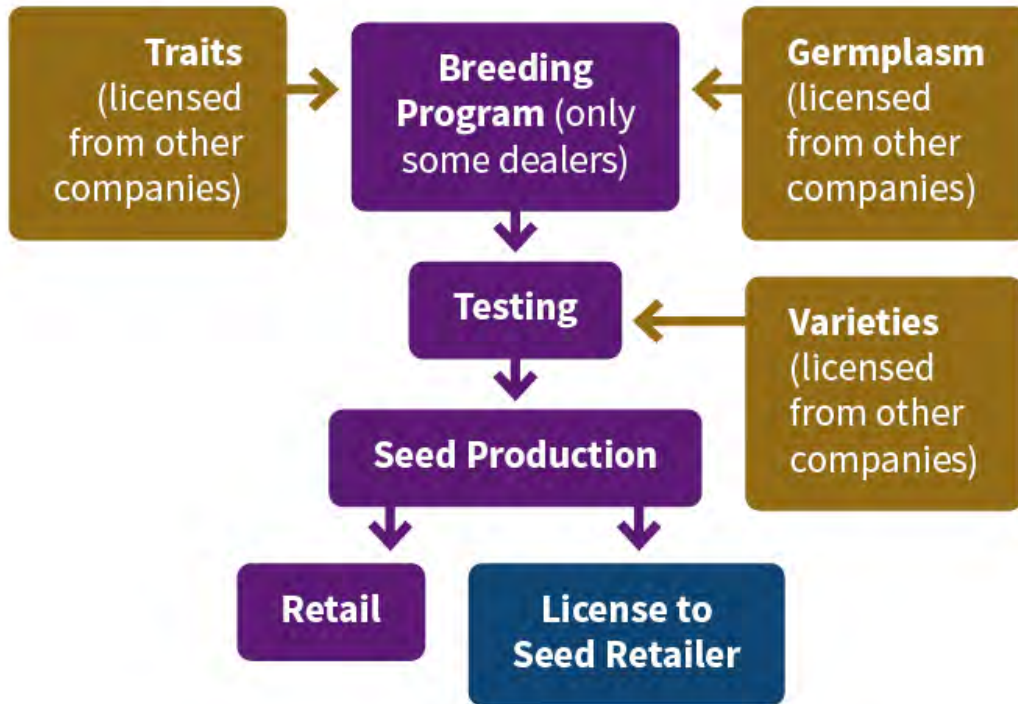 Traits
(licensed
from other
companies)
Breeding
Program (only
some dealers)
Germplasm
(licensed
from other
companies)
Testing
Varieties
(licensed
from other
companies)
Seed Production
Retail
License to
Seed Retailer